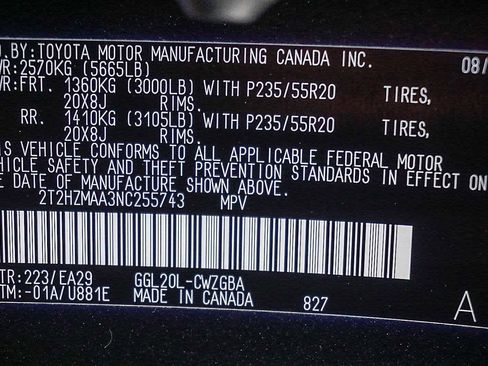 D.BY:TOYOTA MOTOR MANUFACTURING CANADA INC. 08/
WR:2570KG (5665LB)
WR:FRT. 1360KG (3000LB) WITH P235/55R20 TIRES,
20X8J RIMS.
RR. 1410KG (3105LB) WITH P235/55R20 TIRES,
20X8J RIMS.
S VEHICLE CONFORMS TO ALL APPLICABLE FEDERAL MOTOR
HICLE SAFETY AND THEFT PREVENTION STANDARDS IN EFFECT ON
E DATE OF MANUFACTURE SHOWN ABOVE.
2T2HZMAA3NC255743 MPV
TR:223/EA29 GGL20L-CWZGBA
TM:-01A/U881E MADE IN CANADA 827 A